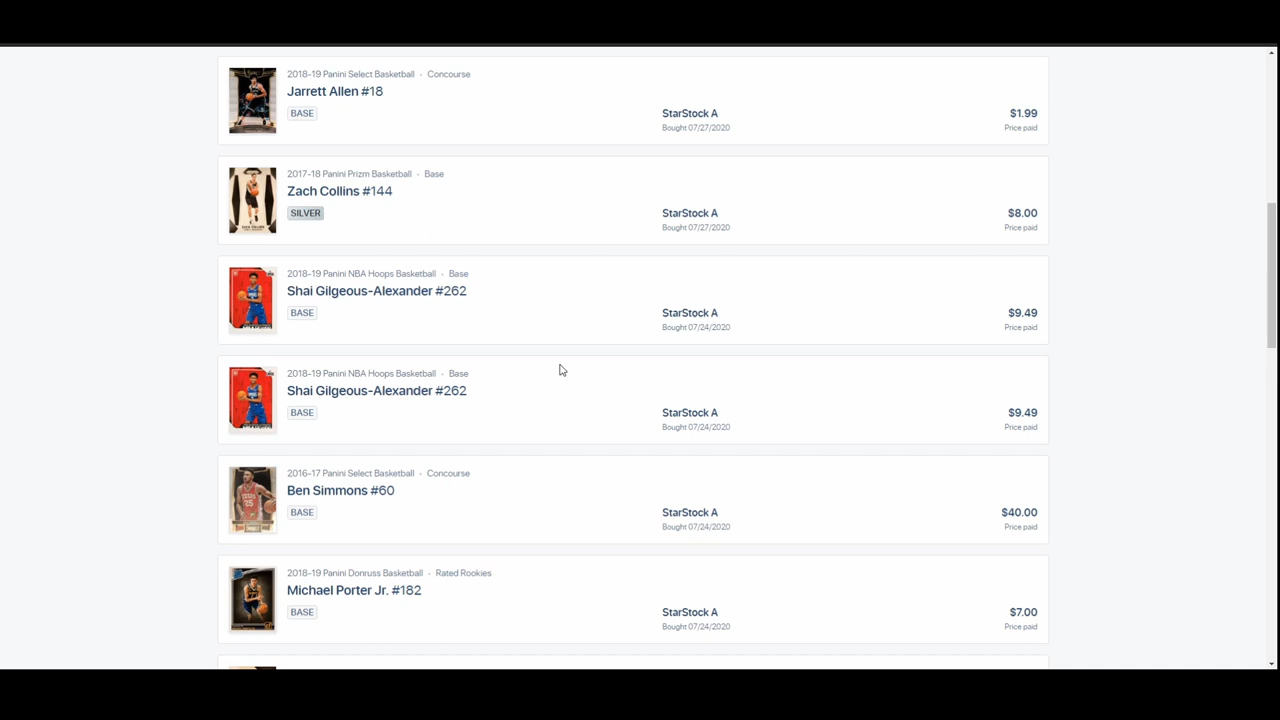 2018-19 Panini Select Basketball • Concourse
Jarrett Allen #18
BASE
StarStock A
Bought 07/27/2020
$1.99
Price paid
2017-18 Panini Prizm Basketball • Base
Zach Collins #144
SILVER
StarStock A
Bought 07/27/2020
$8.00
Price paid
2018-19 Panini NBA Hoops Basketball • Base
Shai Gilgeous-Alexander #262
BASE
StarStock A
Bought 07/24/2020
$9.49
Price paid
2018-19 Panini NBA Hoops Basketball • Base
Shai Gilgeous-Alexander #262
BASE
StarStock A
Bought 07/24/2020
$9.49
Price paid
2016-17 Panini Select Basketball • Concourse
Ben Simmons #60
BASE
StarStock A
Bought 07/24/2020
$40.00
Price paid
2018-19 Panini Donruss Basketball • Rated Rookies
Michael Porter Jr. #182
BASE
StarStock A
Bought 07/24/2020
$7.00
Price paid